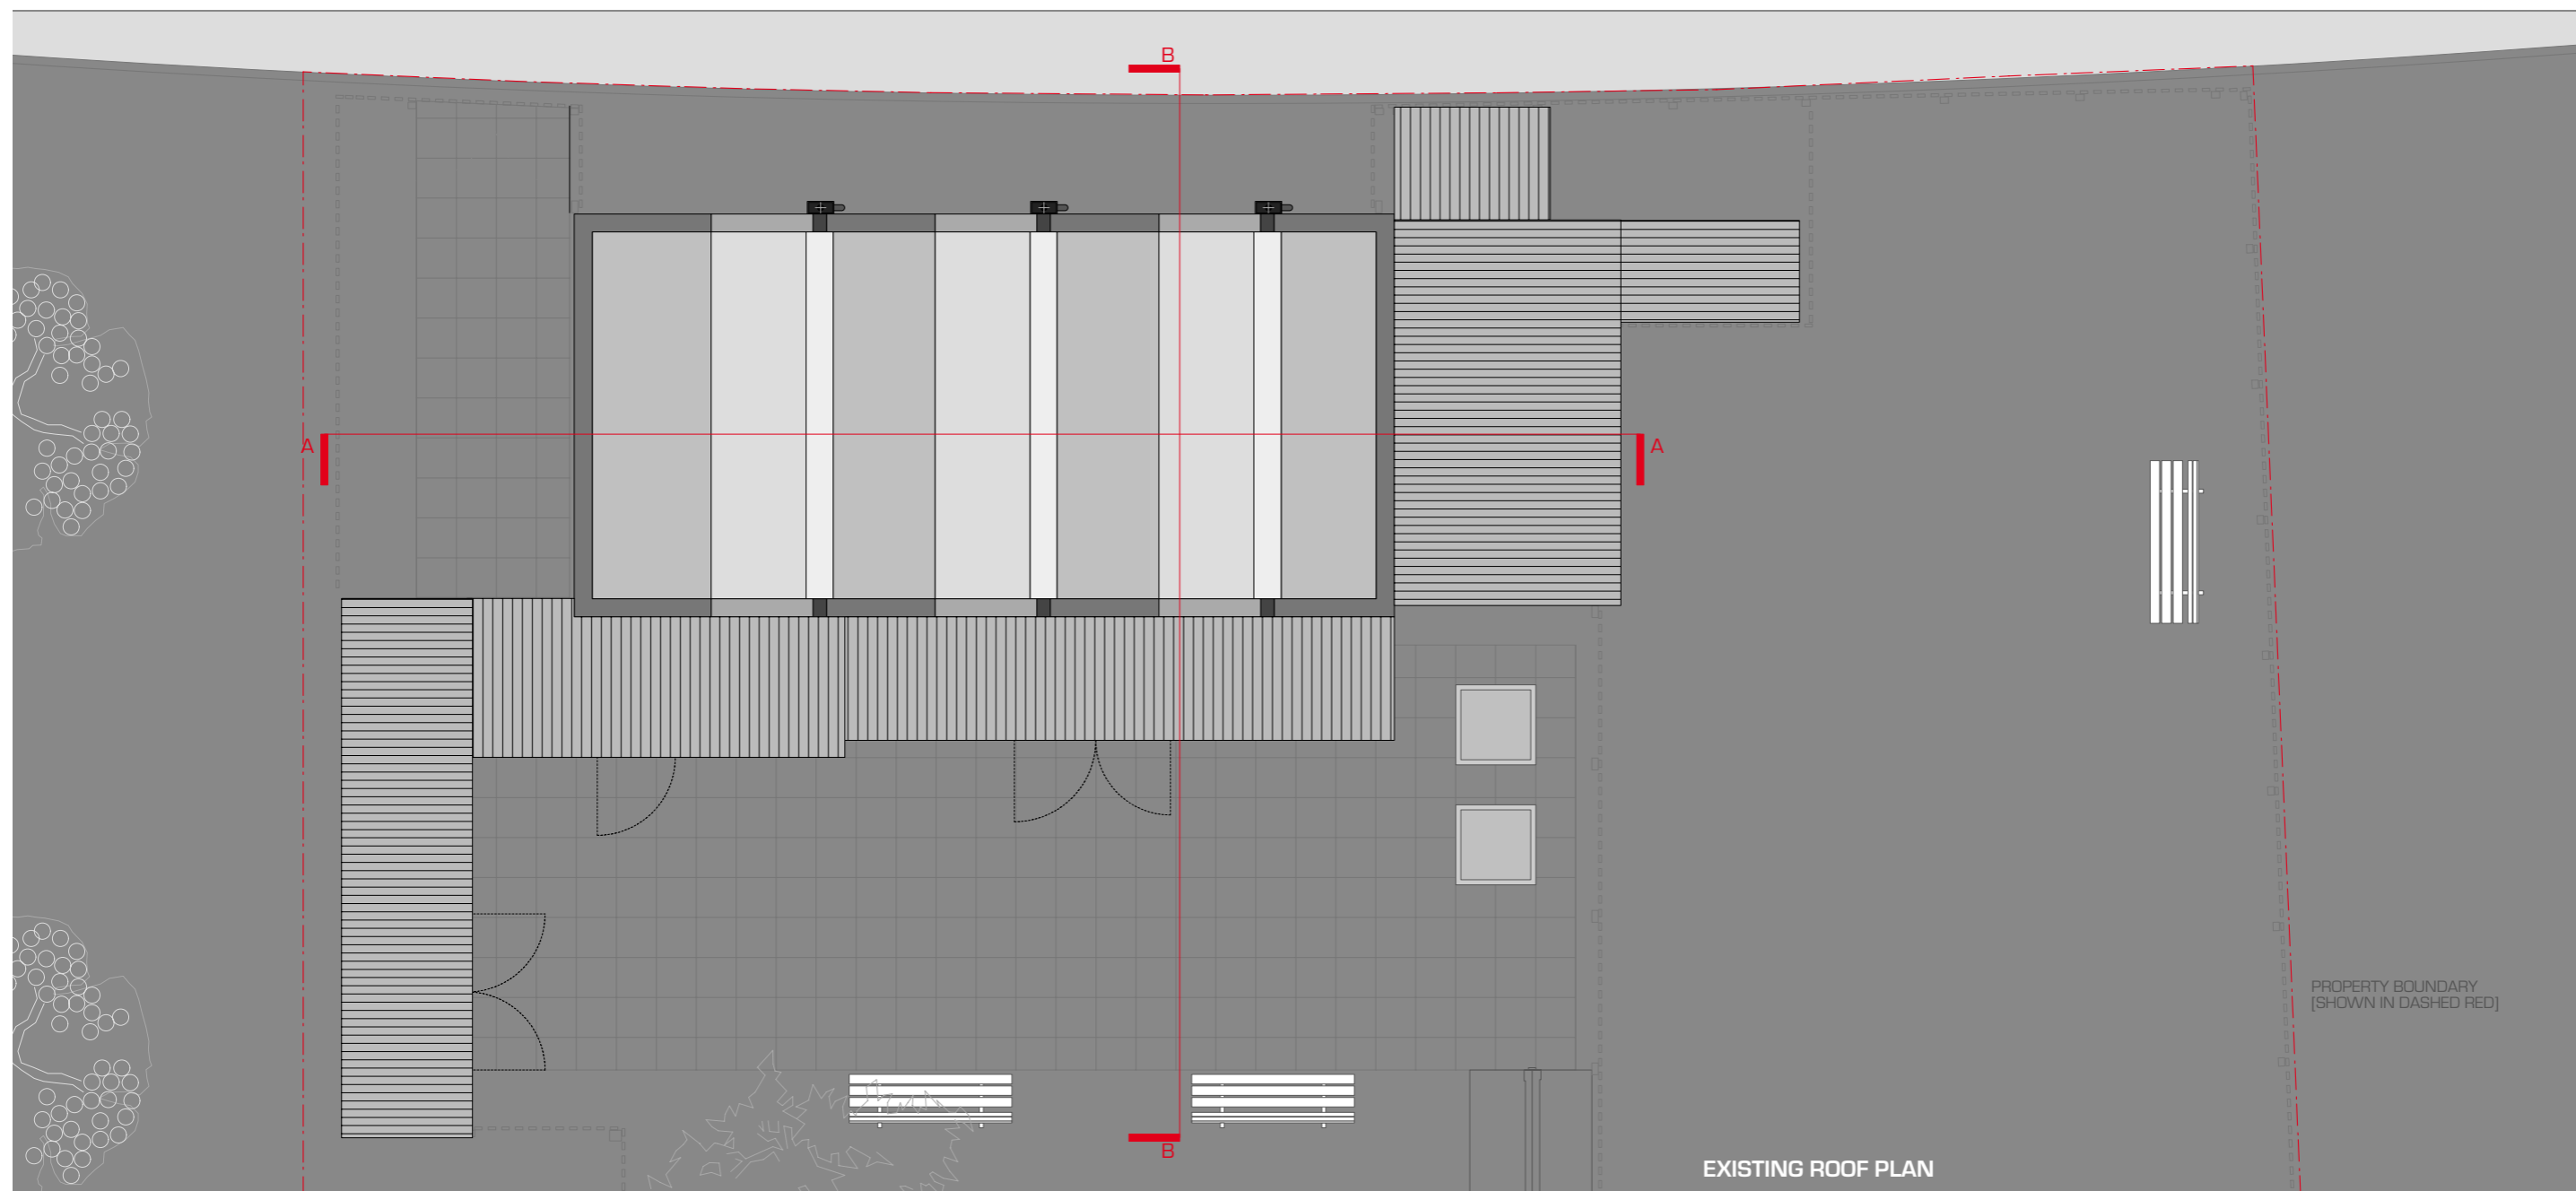 B
A
A
PROPERTY BOUNDARY
[SHOWN IN DASHED RED]
B
EXISTING ROOF PLAN